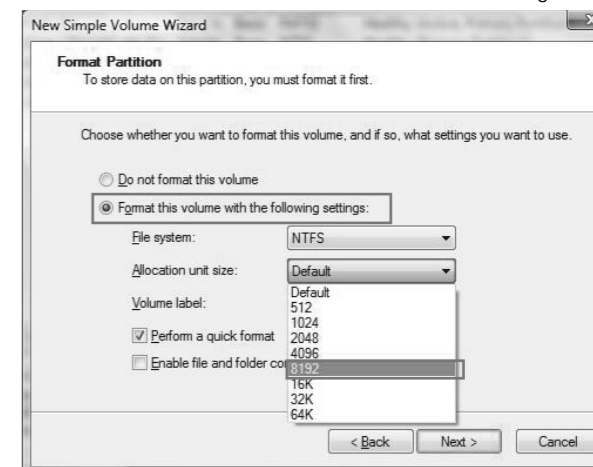 New Simple Volume Wizard
Format Partition
To store data on this partition, you must format it first.
Choose whether you want to format this volume, and if so, what settings you want to use.
Do not format this volume
Format this volume with the following settings:
File system: NTFS
Allocation unit size: Default
Volume label:
Default
512
1024
Perform a quick format 2048
4096
Enable file and folder co 8192
16K
32K
64K
< Back Next > Cancel